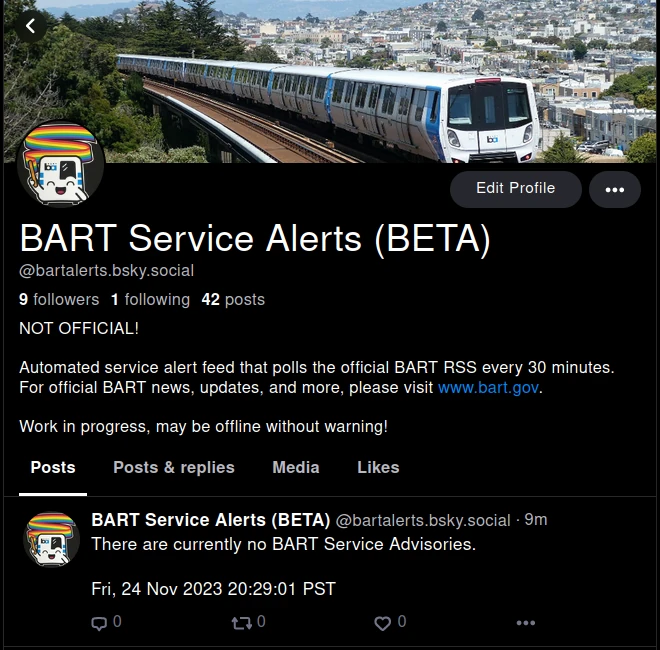 Edit Profile
BART Service Alerts (BETA)
@bartalerts.bsky.social
9 followers 1 following 42 posts
NOT OFFICIAL!
Automated service alert feed that polls the official BART RSS every 30 minutes.
For official BART news, updates, and more, please visit www.bart.gov.
Work in progress, may be offline without warning!
Posts Posts & replies Media Likes
BART Service Alerts (BETA) @bartalerts.bsky.social · 9m
There are currently no BART Service Advisories.
Fri, 24 Nov 2023 20:29:01 PST
0 0 0